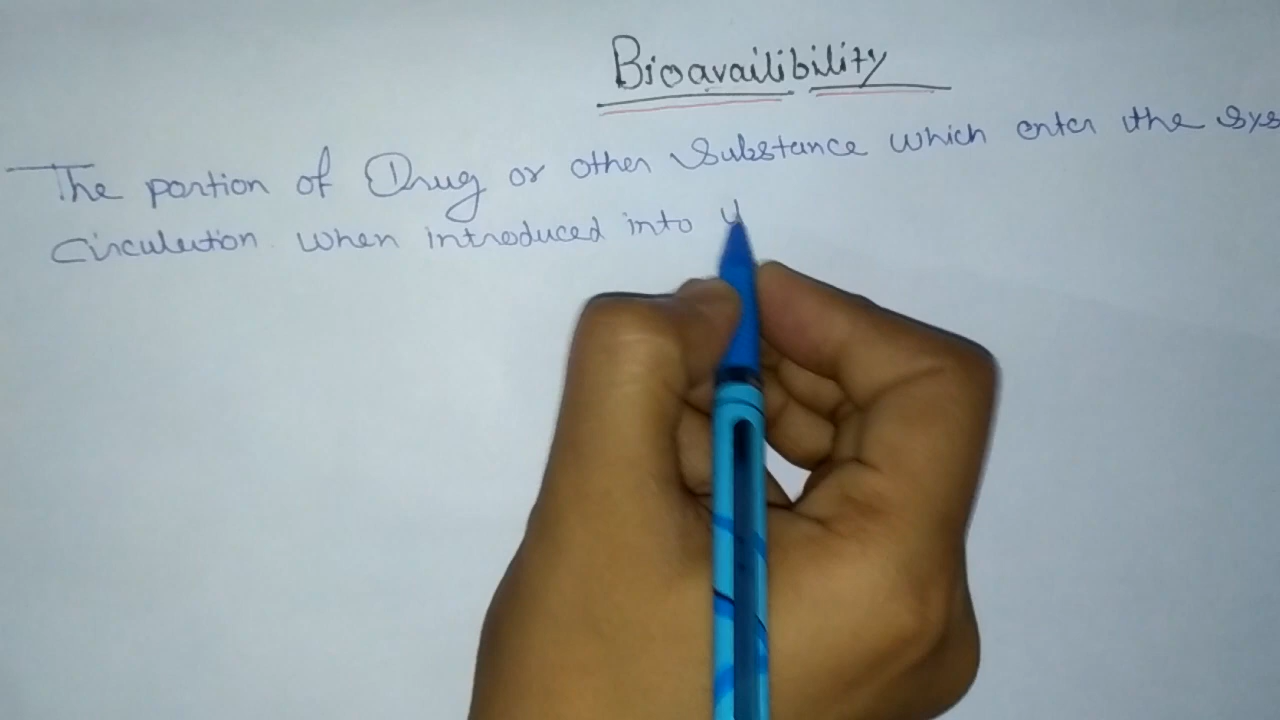 Bioavailibility
The portion of Drug or other Substance which enter the Sys
Circulation when introduced into